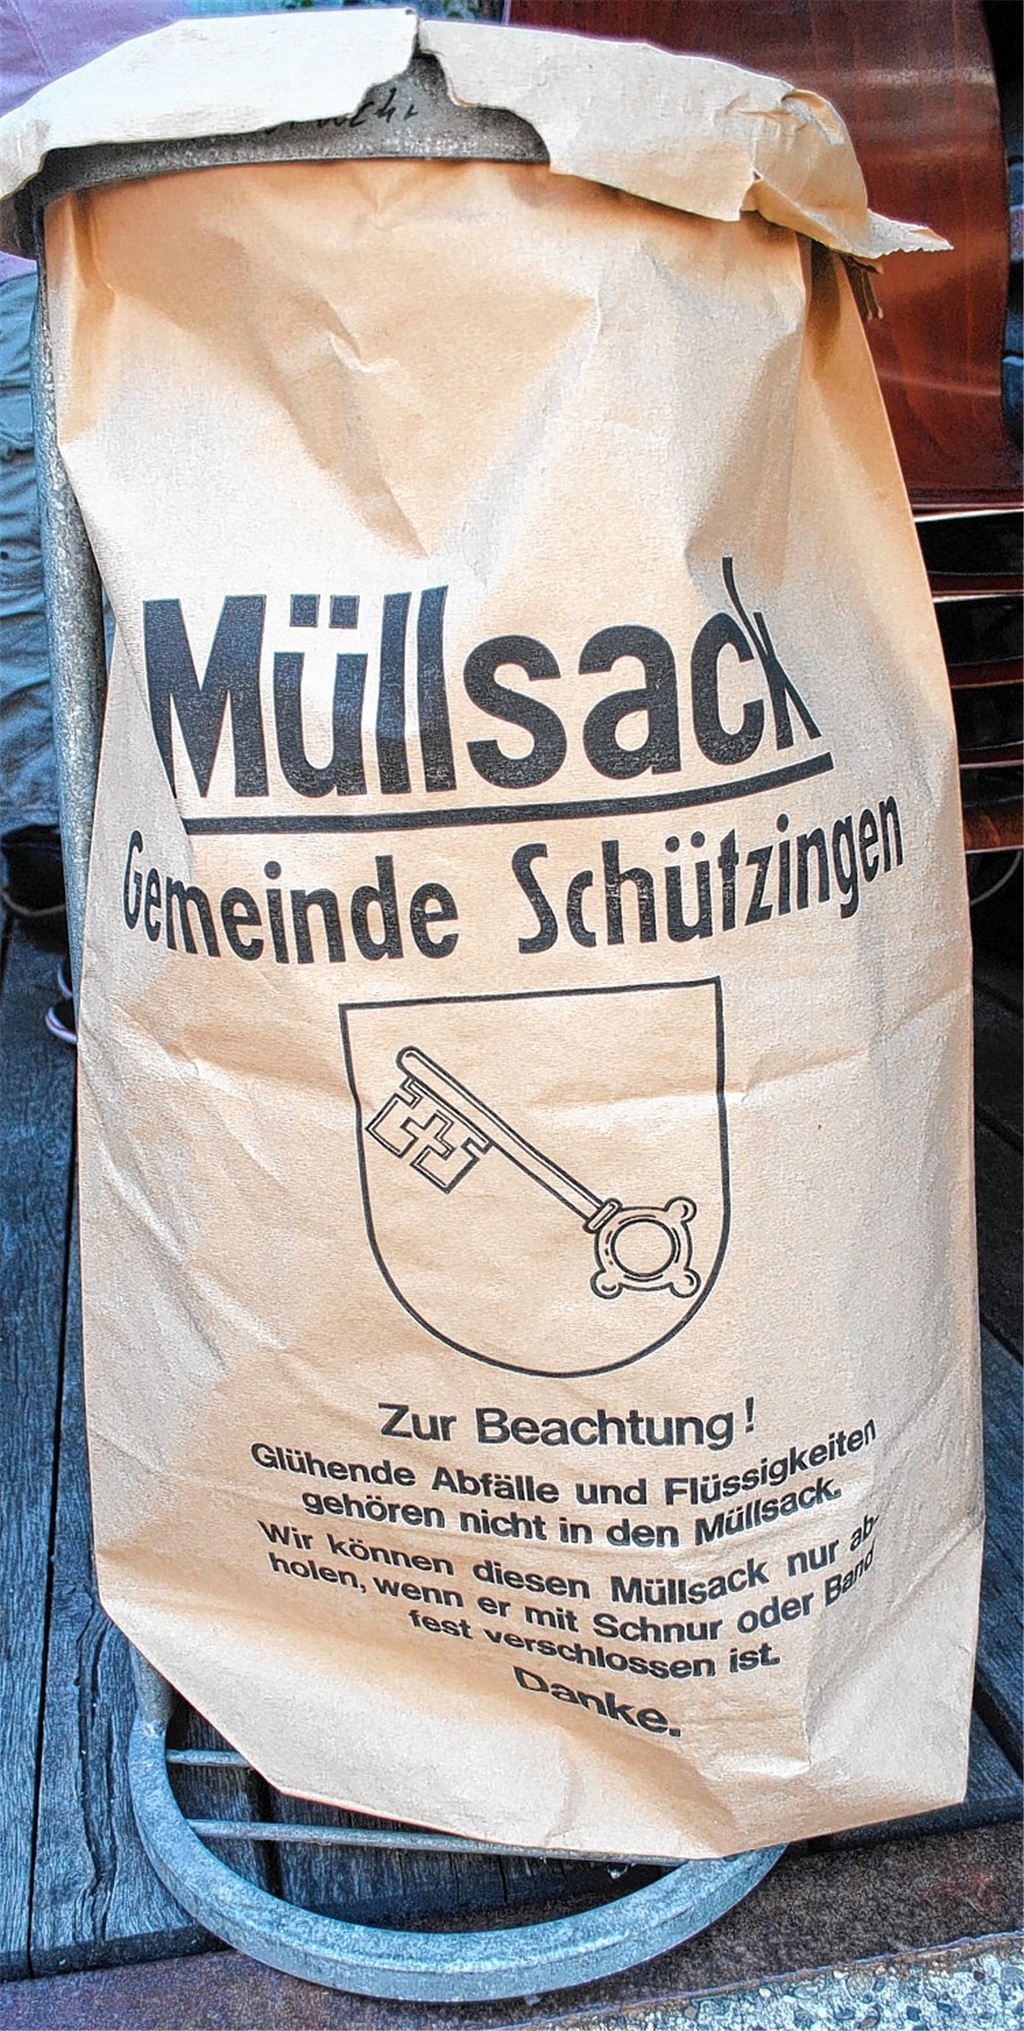 Müllsack
Gemeinde Schützingen
Zur Beachtung!
Glühende Abfälle und Flüssigkeiten
gehören nicht in den Müllsack.
Wir können diesen Müllsack nur ab-
holen, wenn er mit Schnur oder Band
fest verschlossen ist.
Danke.